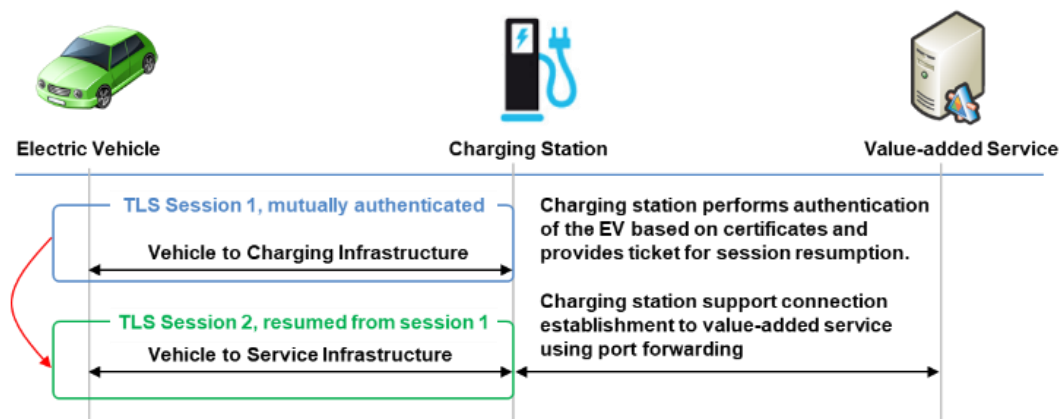 Electric Vehicle
Charging Station
Value-added Service
TLS Session 1, mutually authenticated
Vehicle to Charging Infrastructure
Charging station performs authentication
of the EV based on certificates and
provides ticket for session resumption.
TLS Session 2, resumed from session 1
Vehicle to Service Infrastructure
Charging station support connection
establishment to value-added service
using port forwarding